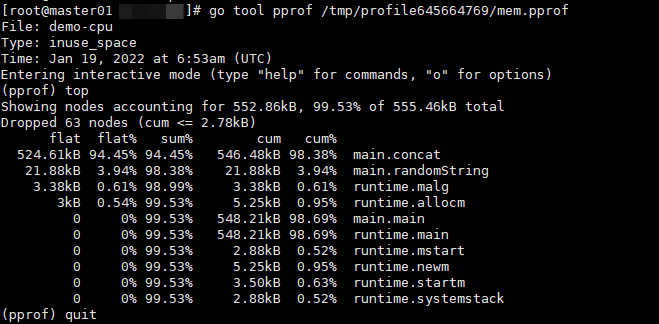 [root@master01 ]# go tool pprof /tmp/profile645664769/mem.pprof
File: demo-cpu
Type: inuse_space
Time: Jan 19, 2022 at 6:53am (UTC)
Entering interactive mode (type "help" for commands, "o" for options)
(pprof) top
Showing nodes accounting for 552.86kB, 99.53% of 555.46kB total
Dropped 63 nodes (cum <= 2.78kB)
      flat  flat%   sum%        cum   cum%
  524.61kB 94.45% 94.45%   546.48kB 98.38%  main.concat
   21.88kB  3.94% 98.38%    21.88kB  3.94%  main.randomString
    3.38kB  0.61% 98.99%     3.38kB  0.61%  runtime.malg
       3kB  0.54% 99.53%     5.25kB  0.95%  runtime.allocm
         0     0% 99.53%   548.21kB 98.69%  main.main
         0     0% 99.53%   548.21kB 98.69%  runtime.main
         0     0% 99.53%     2.88kB  0.52%  runtime.mstart
         0     0% 99.53%     5.25kB  0.95%  runtime.newm
         0     0% 99.53%     3.50kB  0.63%  runtime.startm
         0     0% 99.53%     2.88kB  0.52%  runtime.systemstack
(pprof) quit